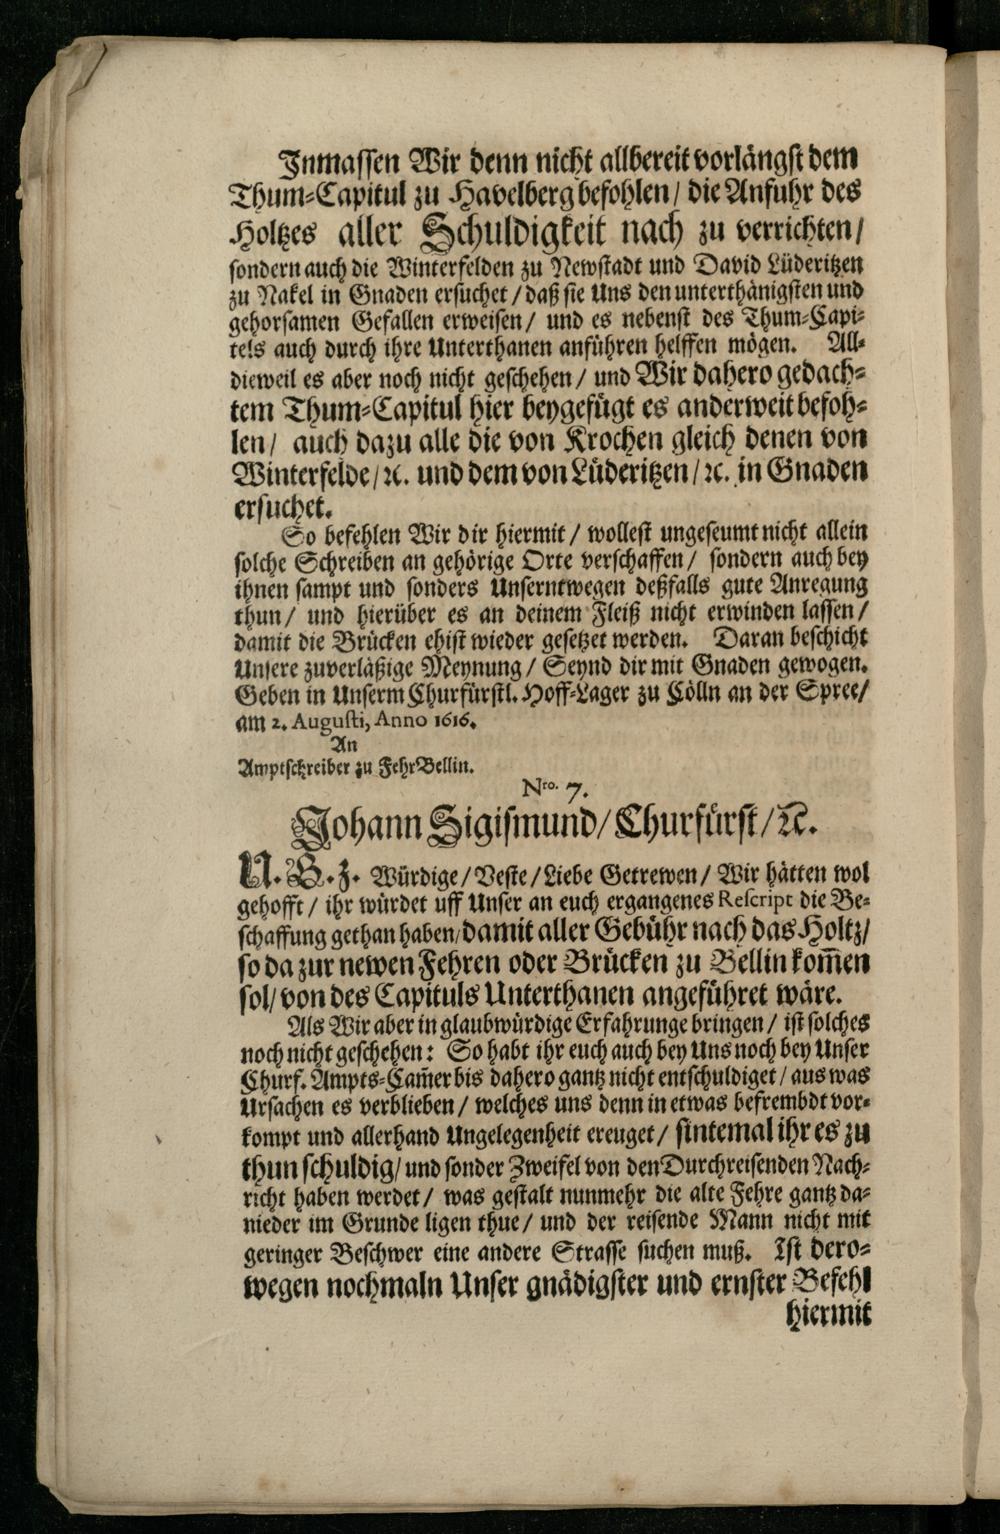 Inmassen Wir denn nicht allbereit vorlängst dem
Thum-Capitul zu Havelberg befohlen / die Anfuhr des
Holtzes aller Schuldigkeit nach zu verrichten /
sondern auch die Winterfelden zu Newstadt und David Lüderitzen
zu Nakel in Gnaden ersuchet / daß sie Uns den unterthänigsten und
gehorsamen Gefallen erweisen / und es nebenst des Thum-Capi-
tels auch durch ihre Unterthanen anführen helffen mögen. All-
dieweil es aber noch nicht geschehen / und Wir dahero gedach-
tem Thum-Capitul hier beygefügt es anderweit befoh-
len / auch dazu alle die von Krochen gleich denen von
Winterfelde / ꝛc. und dem von Lüderitzen / ꝛc. in Gnaden
ersuchet.
So befehlen Wir dir hiermit / wollest ungeseumt nicht allein
solche Schreiben an gehörige Orte verschaffen / sondern auch bey
ihnen sampt und sonders Unserntwegen deßfalls gute Anregung
thun / und hierüber es an deinem Fleiß nicht erwinden lassen /
damit die Brücken ehist wieder gesetzet werden. Daran beschicht
Unsere zuverläßige Meynung / Seynd dir mit Gnaden gewogen.
Geben in Unserm Churfürstl. Hoff-Lager zu Cölln an der Spree /
am 2. Augusti, Anno 1616.
An
Amptschreiber zu FehrBellin.
Nro. 7.
Johann Sigismund / Churfürst / ꝛc.
U. G. Z. Würdige / Veste / Liebe Getrewen / Wir hätten wol
gehofft / ihr würdet uff Unser an euch ergangenes Rescript die Be-
schaffung gethan haben / damit aller Gebühr nach das Holtz /
so da zur newen Fehren oder Brücken zu Bellin kom̃en
sol / von des Capituls Unterthanen angeführet wäre.
Als Wir aber in glaubwürdige Erfahrunge bringen / ist solches
noch nicht geschehen: So habt ihr euch auch bey Uns noch bey Unser
Churf. Ampts-Cam̃er bis dahero gantz nicht entschuldiget / aus was
Ursachen es verblieben / welches uns denn in etwas befrembdt vor-
kompt und allerhand Ungelegenheit ereuget / sintemal ihr es zu
thun schuldig / und sonder Zweifel von den Durchreisenden Nach-
richt haben werdet / was gestalt nunmehr die alte Fehre gantz da-
nieder im Grunde ligen thue / und der reisende Mann nicht mit
geringer Beschwer eine andere Strasse suchen muß. Ist dero-
wegen nochmaln Unser gnädigster und ernster Befehl
hiermit